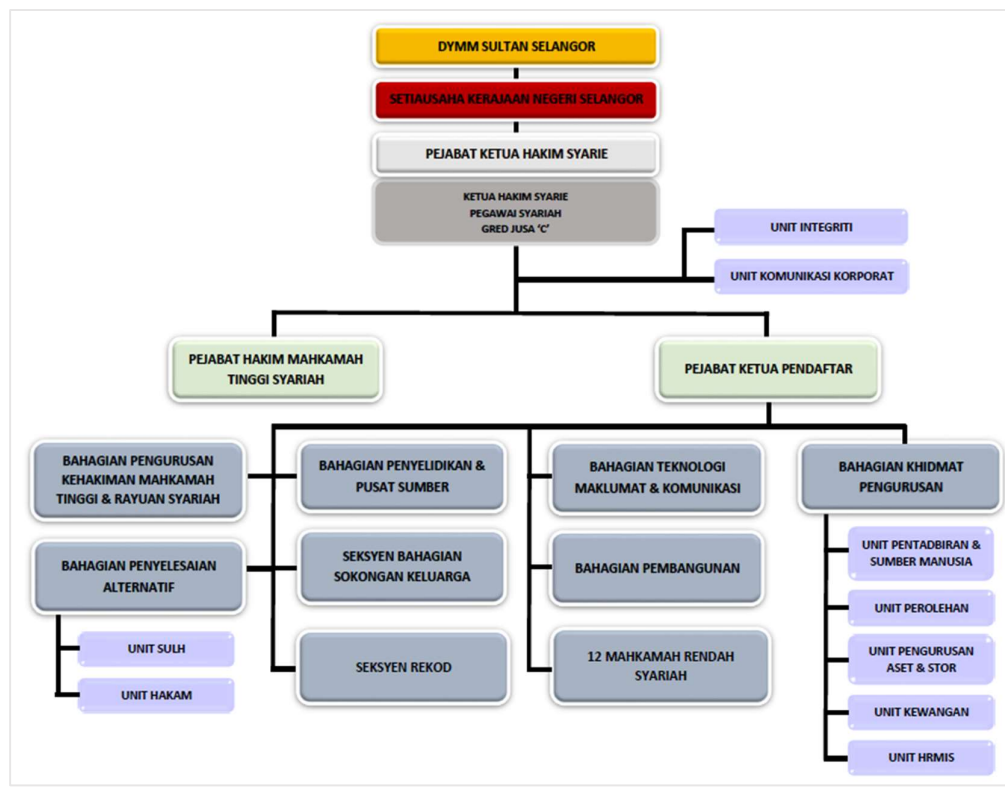 DYMM SULTAN SELANGOR
SETIAUSAHA KERAJAAN NEGERI SELANGOR
PEJABAT KETUA HAKIM SYARIE
KETUA HAKIM SYARIE
PEGAWAI SYARIAH
GRED JUSA ‘C’
UNIT INTEGRITI
UNIT KOMUNIKASI KORPORAT
PEJABAT HAKIM MAHKAMAH
TINGGI SYARIAH
PEJABAT KETUA PENDAFTAR
BAHAGIAN PENGURUSAN
KEHAKIMAN MAHKAMAH
TINGGI & RAYUAN SYARIAH
BAHAGIAN PENYELIDIKAN &
PUSAT SUMBER
BAHAGIAN TEKNOLOGI
MAKLUMAT & KOMUNIKASI
BAHAGIAN KHIDMAT
PENGURUSAN
BAHAGIAN PENYELESAIAN
ALTERNATIF
SEKSYEN BAHAGIAN
SOKONGAN KELUARGA
BAHAGIAN PEMBANGUNAN
UNIT SULH
UNIT HAKAM
SEKSYEN REKOD
12 MAHKAMAH RENDAH
SYARIAH
UNIT PENTADBIRAN &
SUMBER MANUSIA
UNIT PEROLEHAN
UNIT PENGURUSAN
ASET & STOR
UNIT KEWANGAN
UNIT HRMIS